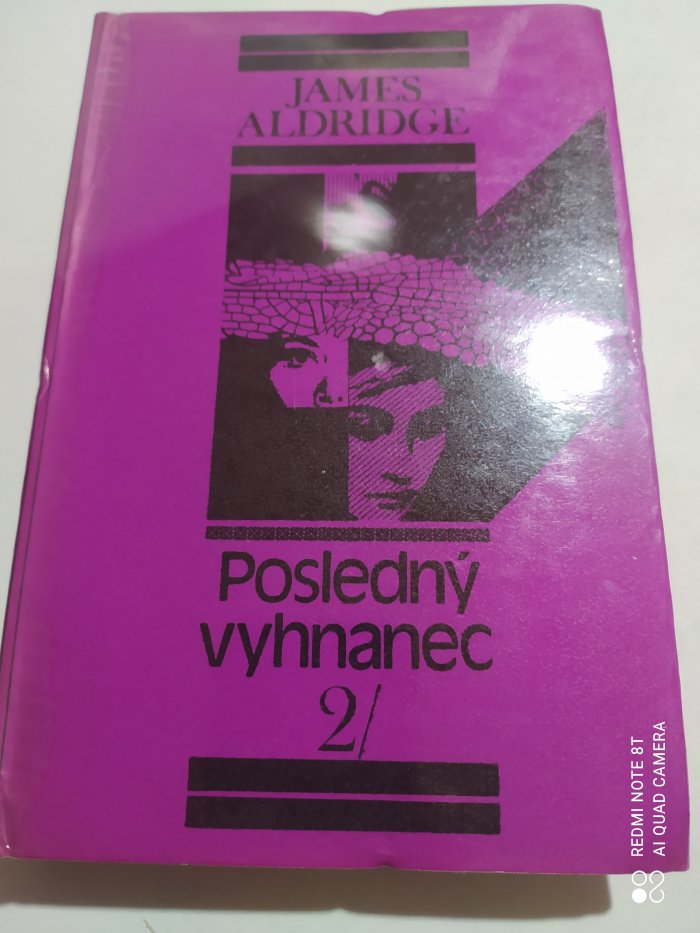 JAMES
ALDRIDGE
Posledný
vyhnanec
2/
REDMI NOTE 8T
AI QUAD CAMERA